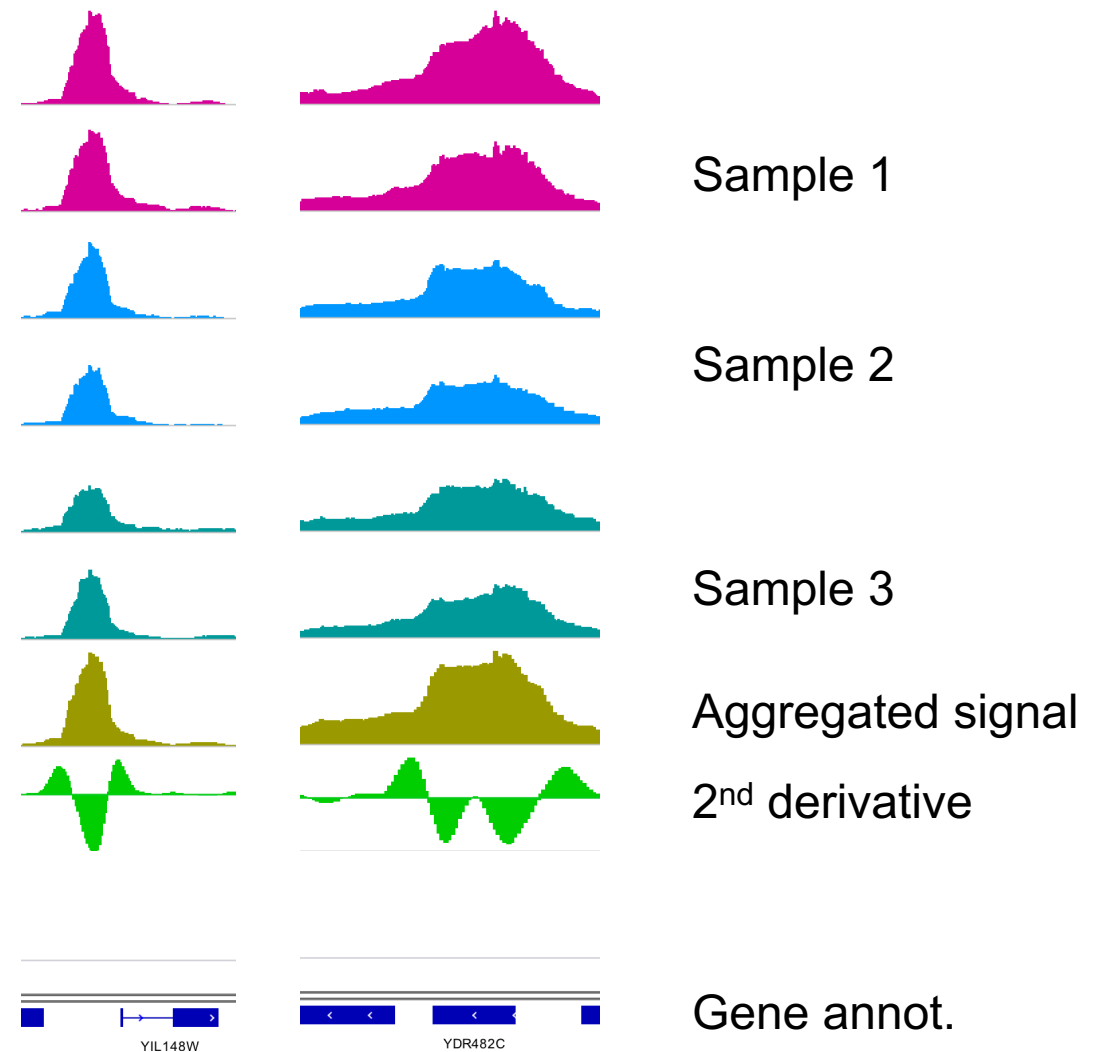 Sample 1
Sample 2
Sample 3
Aggregated signal
2nd derivative
Gene annot.
YIL148W
YDR482C